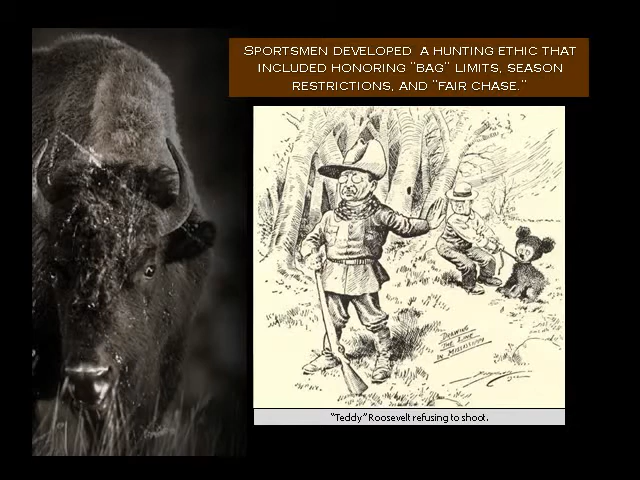 SPORTSMEN DEVELOPED A HUNTING ETHIC THAT
INCLUDED HONORING "BAG" LIMITS, SEASON
RESTRICTIONS, AND "FAIR CHASE."
DRAWING
THE LINE
IN MISSISSIPPI
"Teddy" Roosevelt refusing to shoot.